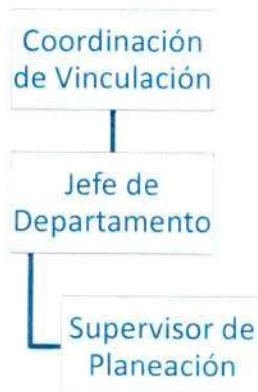 Coordinación
de Vinculación
Jefe de
Departamento
Supervisor de
Planeación